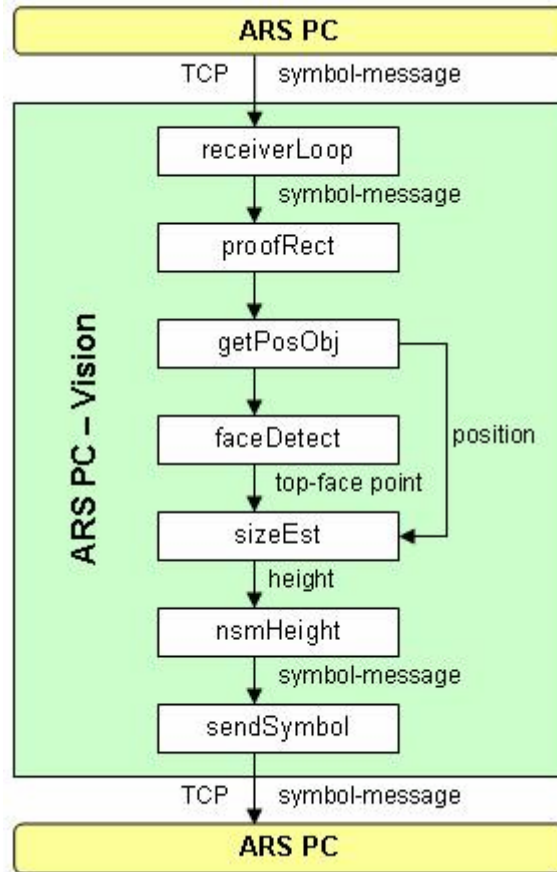 ARS PC
TCP symbol-message
receiverLoop
symbol-message
proofRect
getPosObj
faceDetect
position
top-face point
sizeEst
height
nsmHeight
symbol-message
sendSymbol
ARS PC – Vision
TCP symbol-message
ARS PC